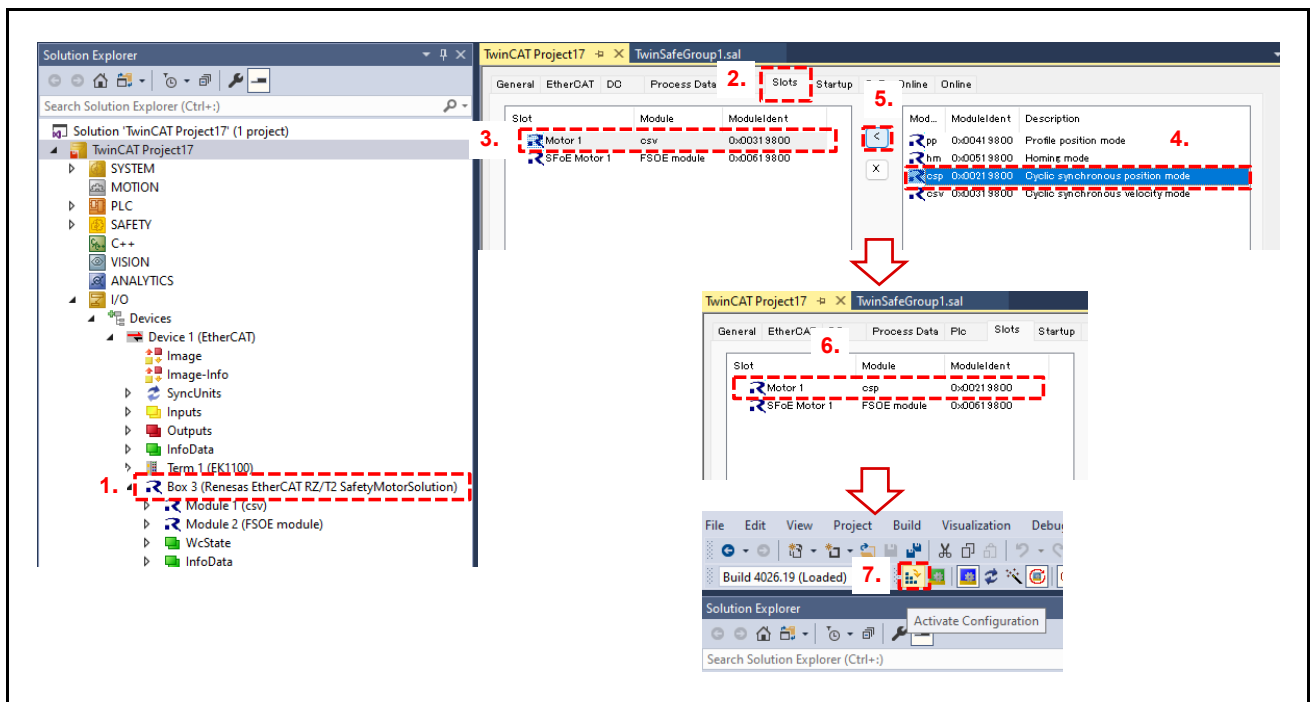 Solution Explorer
Search Solution Explorer (Ctrl+:)
Solution 'TwinCAT Project17' (1 project)
TwinCAT Project17
SYSTEM
MOTION
PLC
SAFETY
C++
VISION
ANALYTICS
I/O
Devices
Device 1 (EtherCAT)
Image
Image-Info
SyncUnits
Inputs
Outputs
InfoData
Term 1 (EK1100)
1. Box 3 (Renesas EtherCAT RZ/T2 SafetyMotorSolution)
Module 1 (csv)
Module 2 (FSOE module)
WcState
InfoData
TwinCAT Project17 TwinSafeGroup1.sal
General EtherCAT DC Process Data 2. Slots Startup Online Online
5.
Slot Module ModuleIdent
3. Motor 1 csv 0x00319800
SFoE Motor 1 FSOE module 0x00619800
<
X
Mod... ModuleIdent Description
pp 0x00419800 Profile position mode 4.
hm 0x00519800 Homing mode
csp 0x00219800 Cyclic synchronous position mode
csv 0x00319800 Cyclic synchronous velocity mode
TwinCAT Project17 TwinSafeGroup1.sal
General Process Data Plc Slots Startup
6.
Slot Module ModuleIdent
Motor 1 csp 0x00219800
SFoE Motor 1 FSOE module 0x00619800
File Edit View Project Build Visualization
Build 4026.19 (Loaded) 7.
Solution Explorer
Activate Configuration
Search Solution Explorer (Ctrl+:)